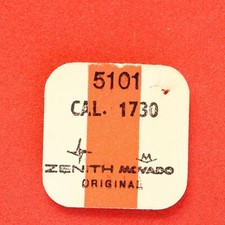 5101
CAL. 1730
ZENITH MOVADO
ORIGINAL